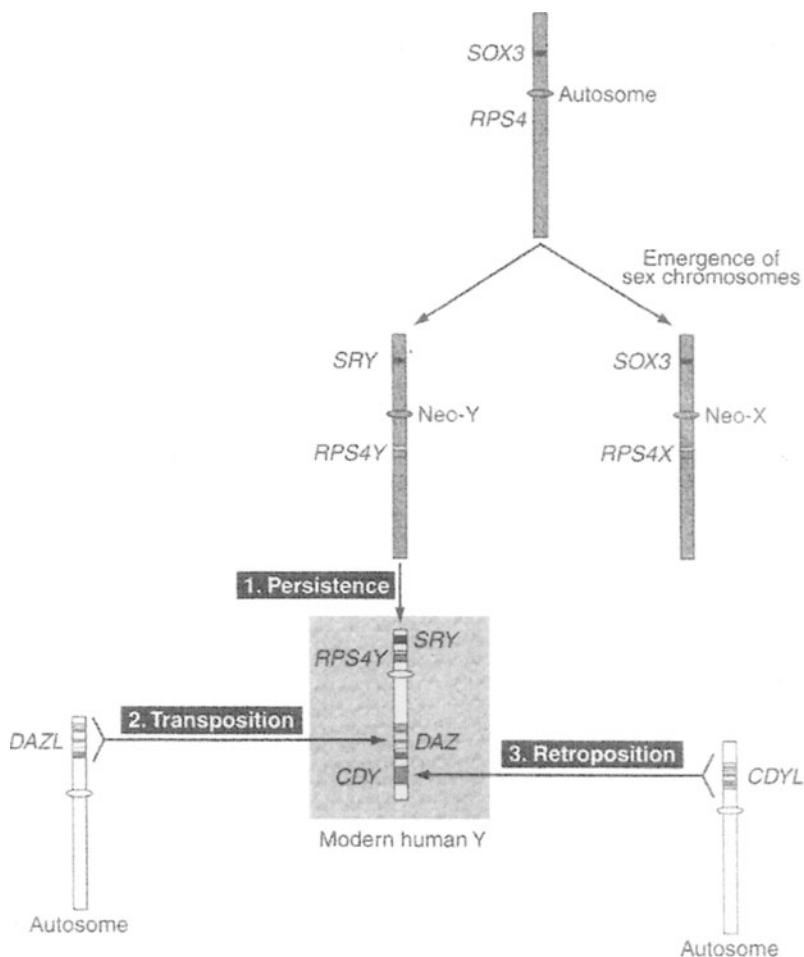 SOX3
Autosome
RPS4
Emergence of
sex chromosomes
SRY
SOX3
Neo-Y
Neo-X
RPS4Y
RPS4X
1. Persistence
SRY
RPS4Y
2. Transposition
DAZL
DAZ
3. Retroposition
CDY
CDYL
Modern human Y
Autosome
Autosome